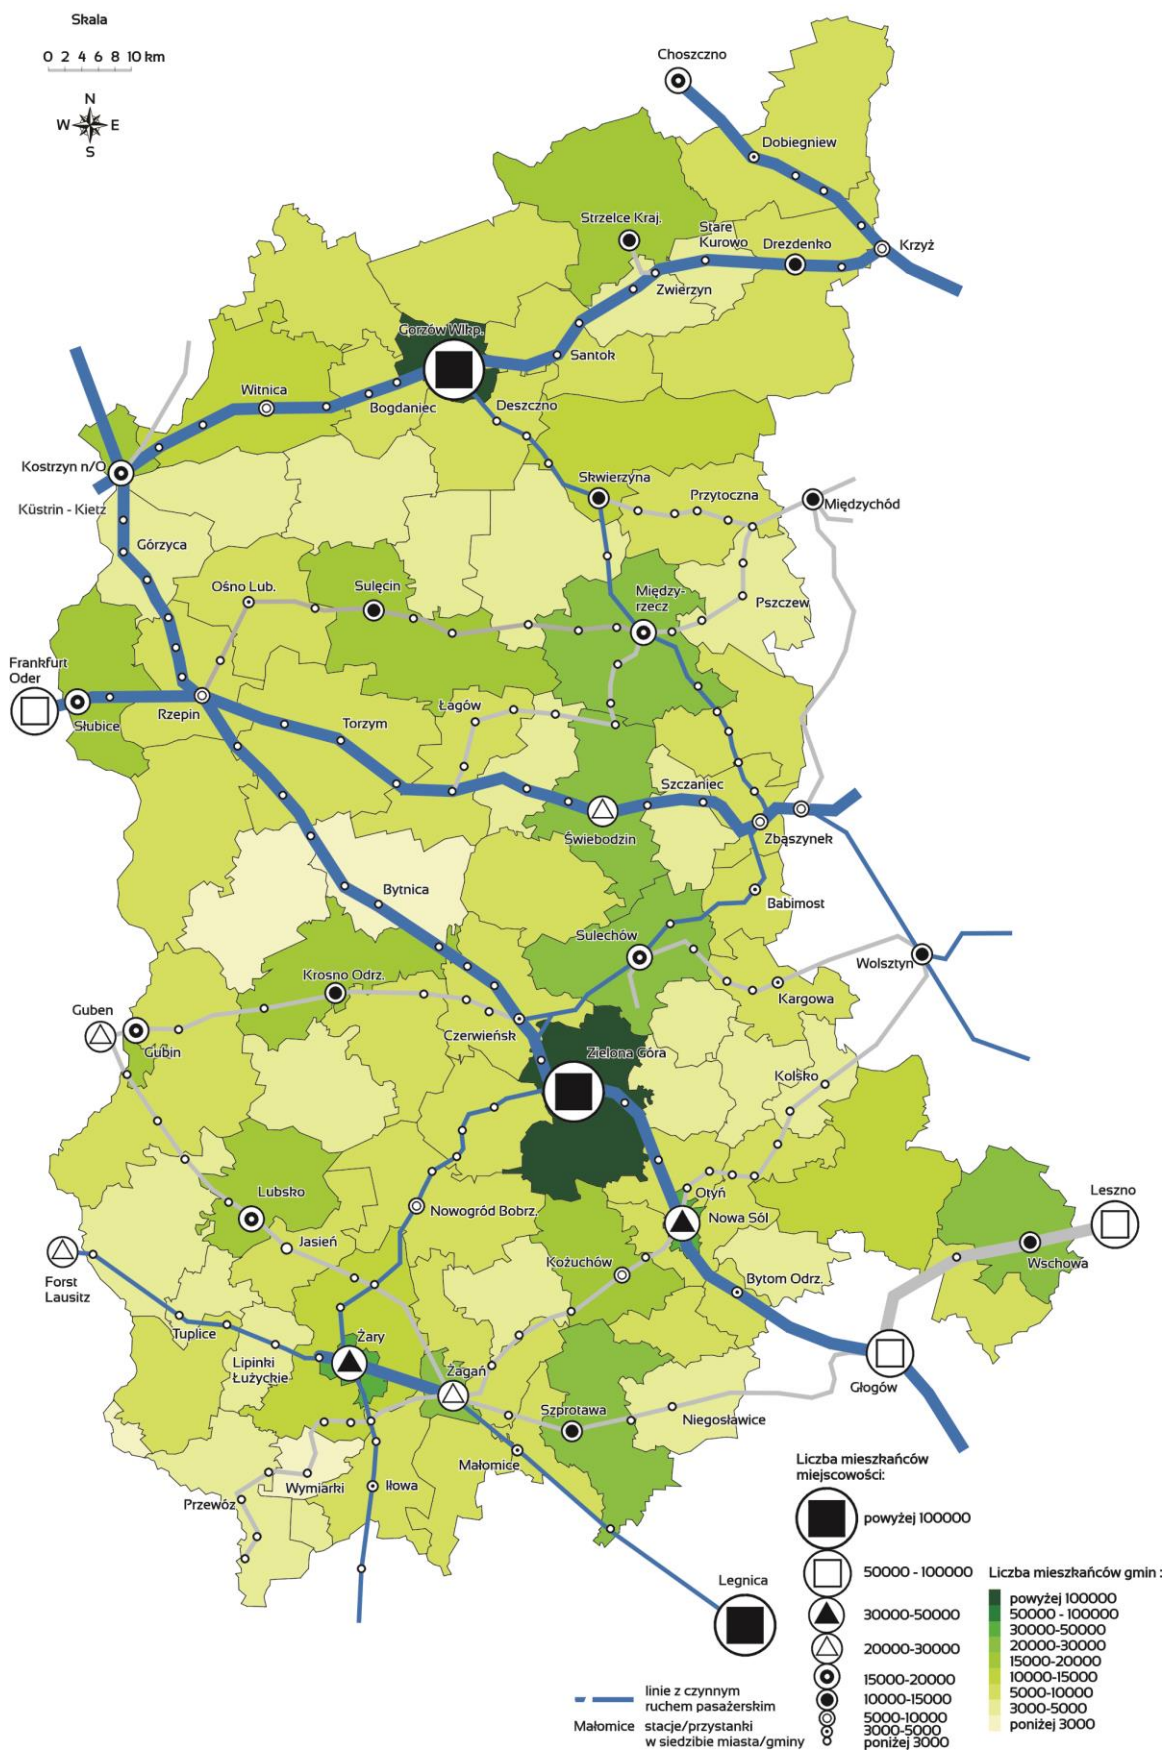 Skala
0 2 4 6 8 10 km
N
W E
S
Choszczno
Dobiegniew
Strzelce Kraj.
Stare
Kurowo
Drezdenko
Krzyż
Zwierzyn
Gorzów Wlkp.
Santok
Witnica
Bogdaniec
Deszczno
Kostrzyn n/O
Skwierzyna
Przytoczna
Międzychód
Küstrin - Kietz
Górzyca
Ośno Lub.
Sulęcin
Między-
rzecz
Pszczew
Frankfurt
Oder
Słubice
Rzepin
Torzym
Łagów
Szczaniec
Świebodzin
Zbąszynek
Bytnica
Babimost
Sulechów
Wolsztyn
Krosno Odrz.
Kargowa
Guben
Gubin
Czerwieńsk
Zielona Góra
Kolsko
Lubsko
Otyń
Leszno
Nowogród Bobrz.
Nowa Sól
Jasień
Wschowa
Kożuchów
Forst
Lausitz
Bytom Odrz.
Tuplice
Żary
Lipinki
Łużyckie
Żagań
Głogów
Szprotawa
Niegosławice
Małomice
Wymiarki
Iłowa
Przewóz
Legnica
Liczba mieszkańców
miejscowości:
powyżej 100000
50000 - 100000
30000-50000
20000-30000
15000-20000
10000-15000
5000-10000
3000-5000
poniżej 3000
Liczba mieszkańców gmin :
powyżej 100000
50000 - 100000
30000-50000
20000-30000
15000-20000
10000-15000
5000-10000
3000-5000
poniżej 3000
linie z czynnym
ruchem pasażerskim
Małomice stacje/przystanki
w siedzibie miasta/gminy